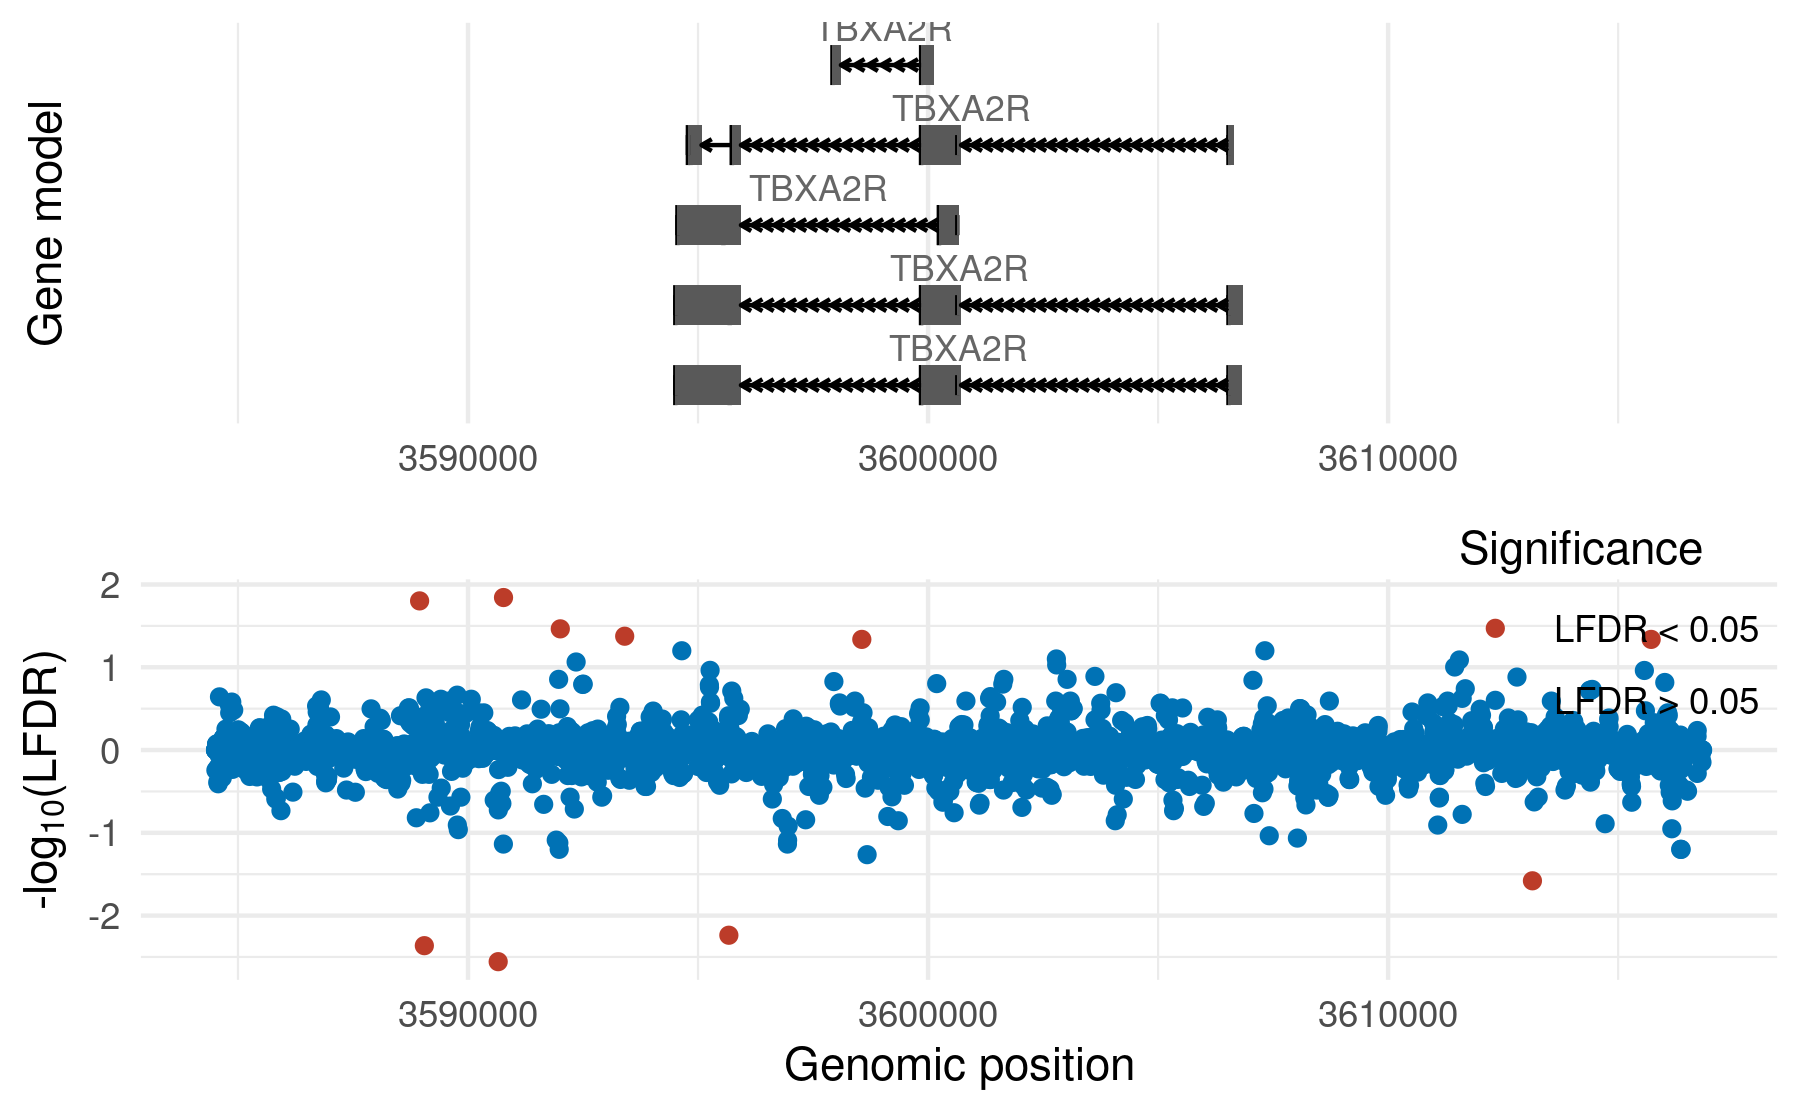 TBXA2R
TBXA2R
TBXA2R
TBXA2R
TBXA2R
Gene model
3590000 3600000 3610000
Significance
LFDR < 0.05
LFDR > 0.05
2
1
0
-1
-2
-log10(LFDR)
3590000 3600000 3610000
Genomic position